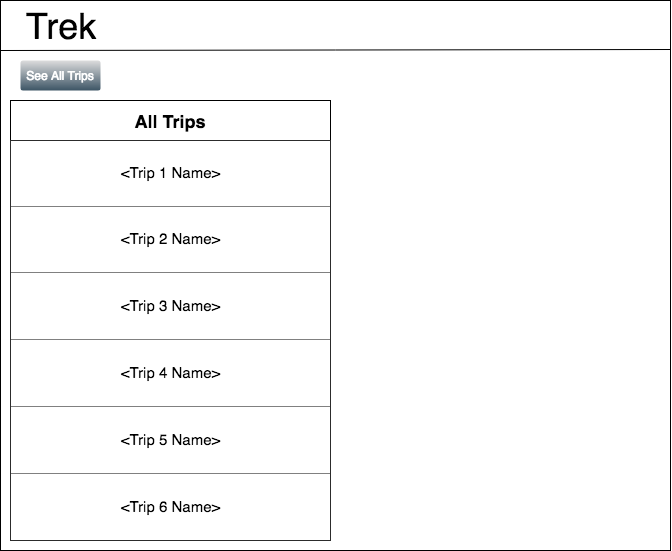 Trek
See All Trips
All Trips
<Trip 1 Name>
<Trip 2 Name>
<Trip 3 Name>
<Trip 4 Name>
<Trip 5 Name>
<Trip 6 Name>